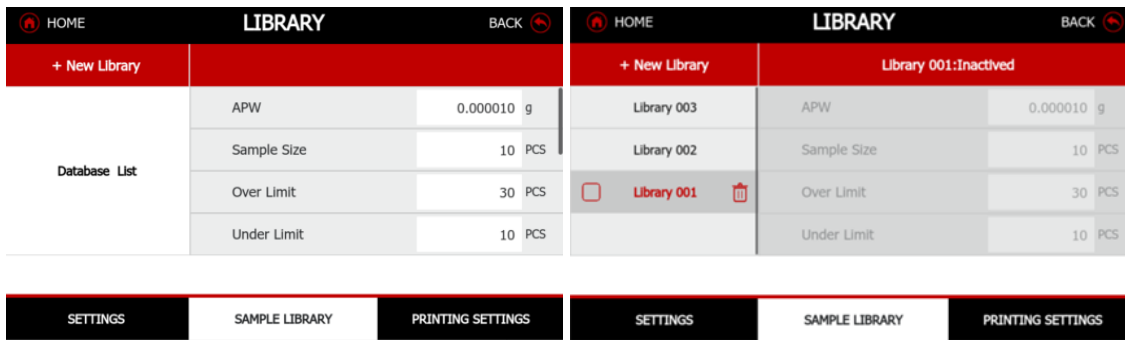 HOME LIBRARY BACK
+ New Library
APW 0.000010 g
Sample Size 10 PCS
Database List
Over Limit 30 PCS
Under Limit 10 PCS
SETTINGS SAMPLE LIBRARY PRINTING SETTINGS
HOME LIBRARY BACK
+ New Library Library 001:Inactived
Library 003 APW 0.000010 g
Library 002 Sample Size 10 PCS
Library 001 Over Limit 30 PCS
Under Limit 10 PCS
SETTINGS SAMPLE LIBRARY PRINTING SETTINGS